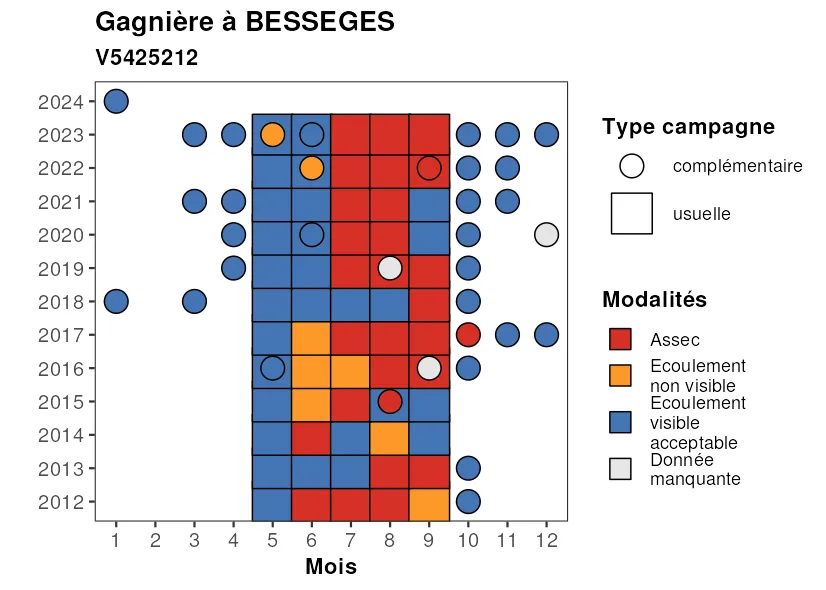 Gagnière à BESSEGES
V5425212
2024
2023
2022
2021
2020
2019
2018
2017
2016
2015
2014
2013
2012
1 2 3 4 5 6 7 8 9 10 11 12
Mois
Type campagne
complémentaire
usuelle
Modalités
Assec
Ecoulement
non visible
Ecoulement
visible
acceptable
Donnée
manquante